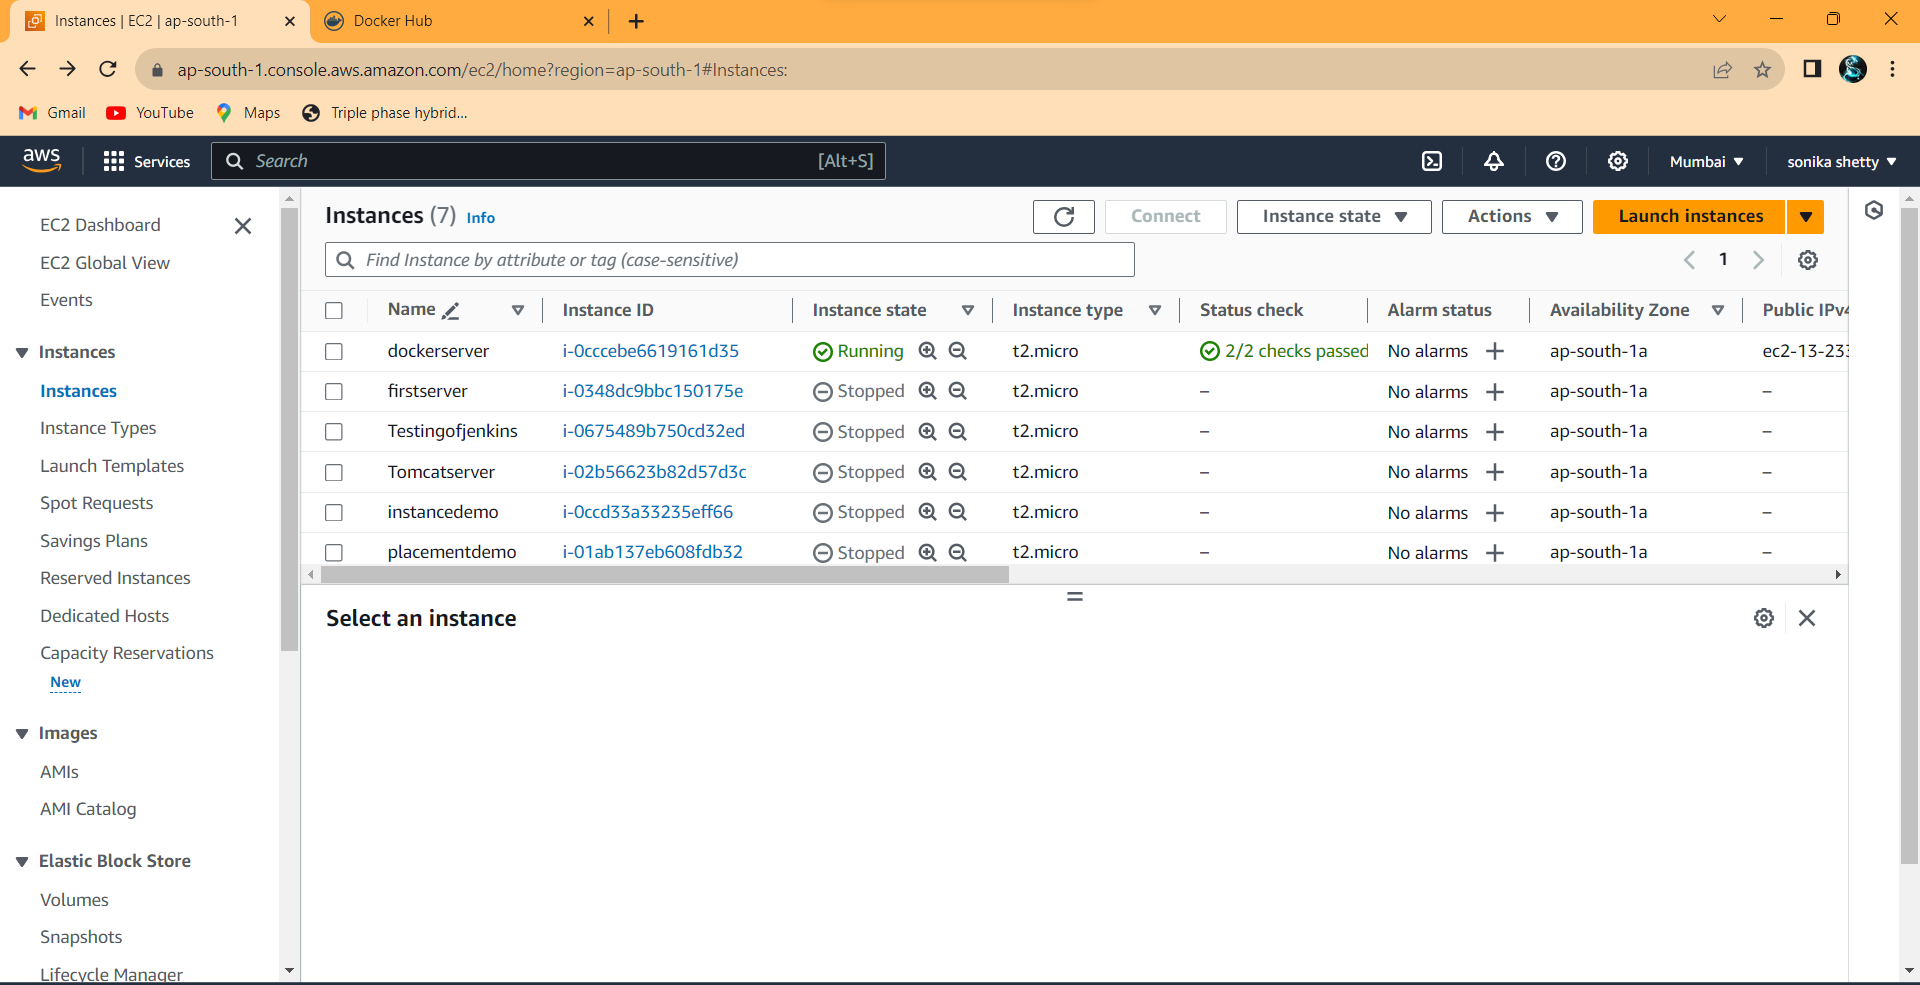 Instances | EC2 | ap-south-1
Docker Hub
ap-south-1.console.aws.amazon.com/ec2/home?region=ap-south-1#Instances:
Gmail YouTube Maps Triple phase hybrid...
aws Services Search [Alt+S] Mumbai sonika shetty
EC2 Dashboard
EC2 Global View
Events
Instances
Instances
Instance Types
Launch Templates
Spot Requests
Savings Plans
Reserved Instances
Dedicated Hosts
Capacity Reservations
New
Images
AMIs
AMI Catalog
Elastic Block Store
Volumes
Snapshots
Lifecycle Manager
Instances (7) Info Connect Instance state Actions Launch instances
Find Instance by attribute or tag (case-sensitive) 1
Name Instance ID Instance state Instance type Status check Alarm status Availability Zone Public IPv4
dockerserver i-0cccebe6619161d35 Running t2.micro 2/2 checks passed No alarms + ap-south-1a ec2-13-233
firstserver i-0348dc9bbc150175e Stopped t2.micro – No alarms + ap-south-1a –
Testingofjenkins i-0675489b750cd32ed Stopped t2.micro – No alarms + ap-south-1a –
Tomcatserver i-02b56623b82d57d3c Stopped t2.micro – No alarms + ap-south-1a –
instancedemo i-0ccd33a33235eff66 Stopped t2.micro – No alarms + ap-south-1a –
placementdemo i-01ab137eb608fdb32 Stopped t2.micro – No alarms + ap-south-1a –
Select an instance